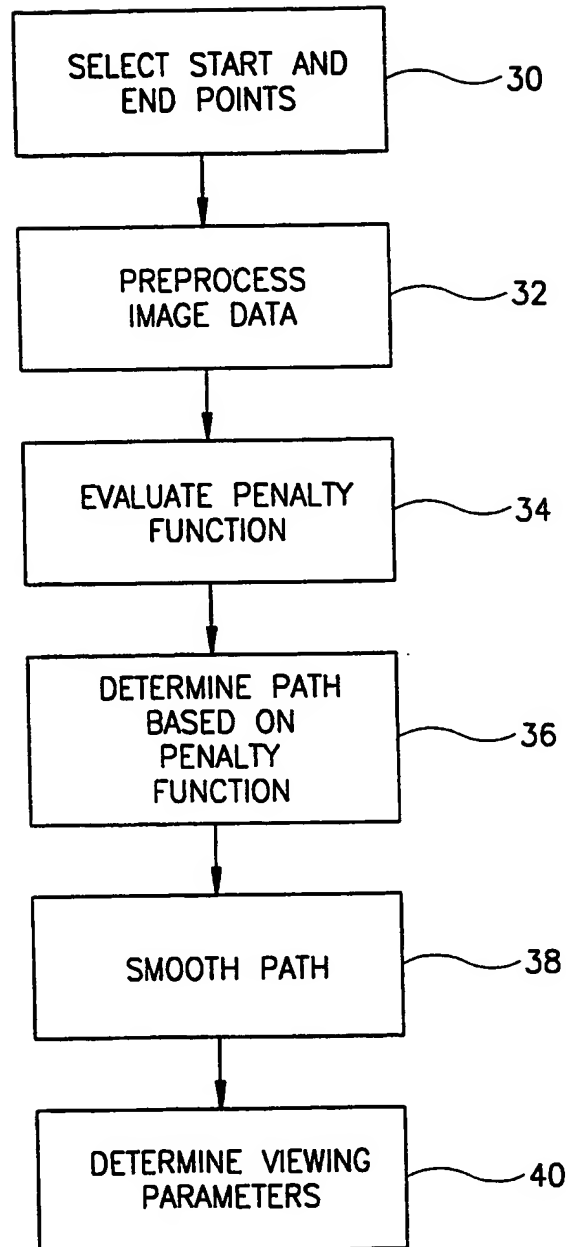 SELECT START AND
END POINTS
30
PREPROCESS
IMAGE DATA
32
EVALUATE PENALTY
FUNCTION
34
DETERMINE PATH
BASED ON
PENALTY
FUNCTION
36
SMOOTH PATH
38
DETERMINE VIEWING
PARAMETERS
40